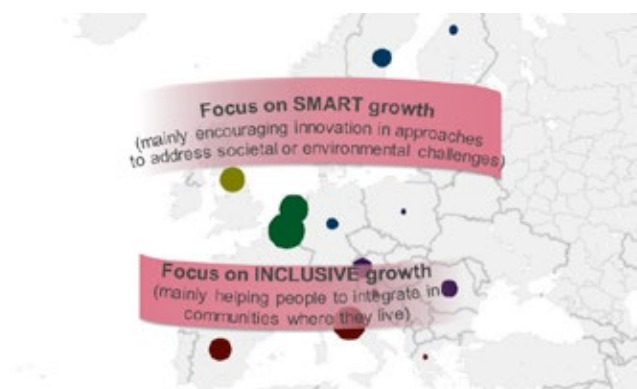 Focus on SMART growth
(mainly encouraging innovation in approaches
to address societal or environmental challenges)
Focus on INCLUSIVE growth
(mainly helping people to integrate in
communities where they live)